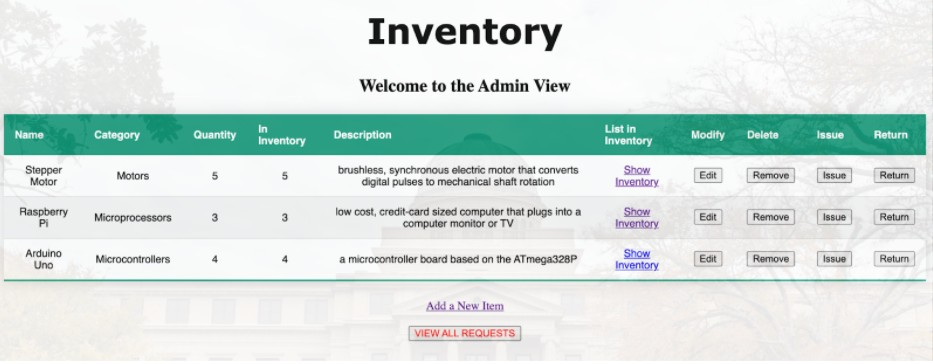 Inventory
Welcome to the Admin View
Name Category Quantity In Inventory Description List in Inventory Modify Delete Issue Return
Stepper Motor Motors 5 5 brushless, synchronous electric motor that converts digital pulses to mechanical shaft rotation Show Inventory Edit Remove Issue Return
Raspberry Pi Microprocessors 3 3 low cost, credit-card sized computer that plugs into a computer monitor or TV Show Inventory Edit Remove Issue Return
Arduino Uno Microcontrollers 4 4 a microcontroller board based on the ATmega328P Show Inventory Edit Remove Issue Return
Add a New Item
VIEW ALL REQUESTS